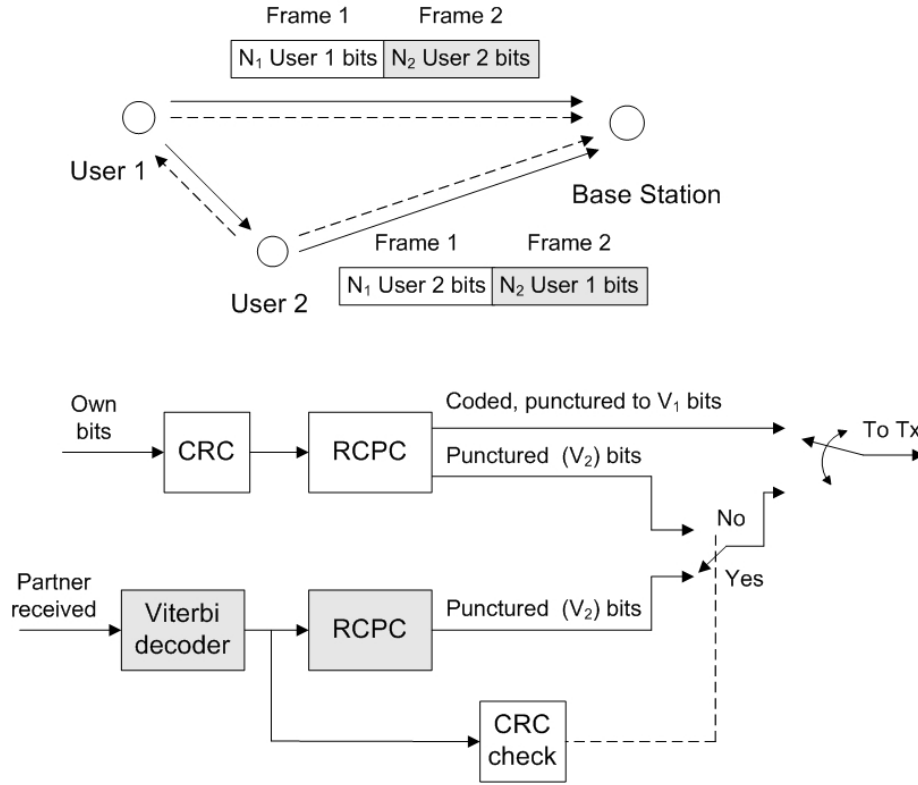 Frame 1 Frame 2
N₁ User 1 bits N₂ User 2 bits
User 1
Base Station
User 2
Frame 1 Frame 2
N₁ User 2 bits N₂ User 1 bits
Own
bits
CRC
RCPC
Coded, punctured to V₁ bits
Punctured (V₂) bits
To Tx
No
Yes
Partner
received
Viterbi
decoder
RCPC
Punctured (V₂) bits
CRC
check